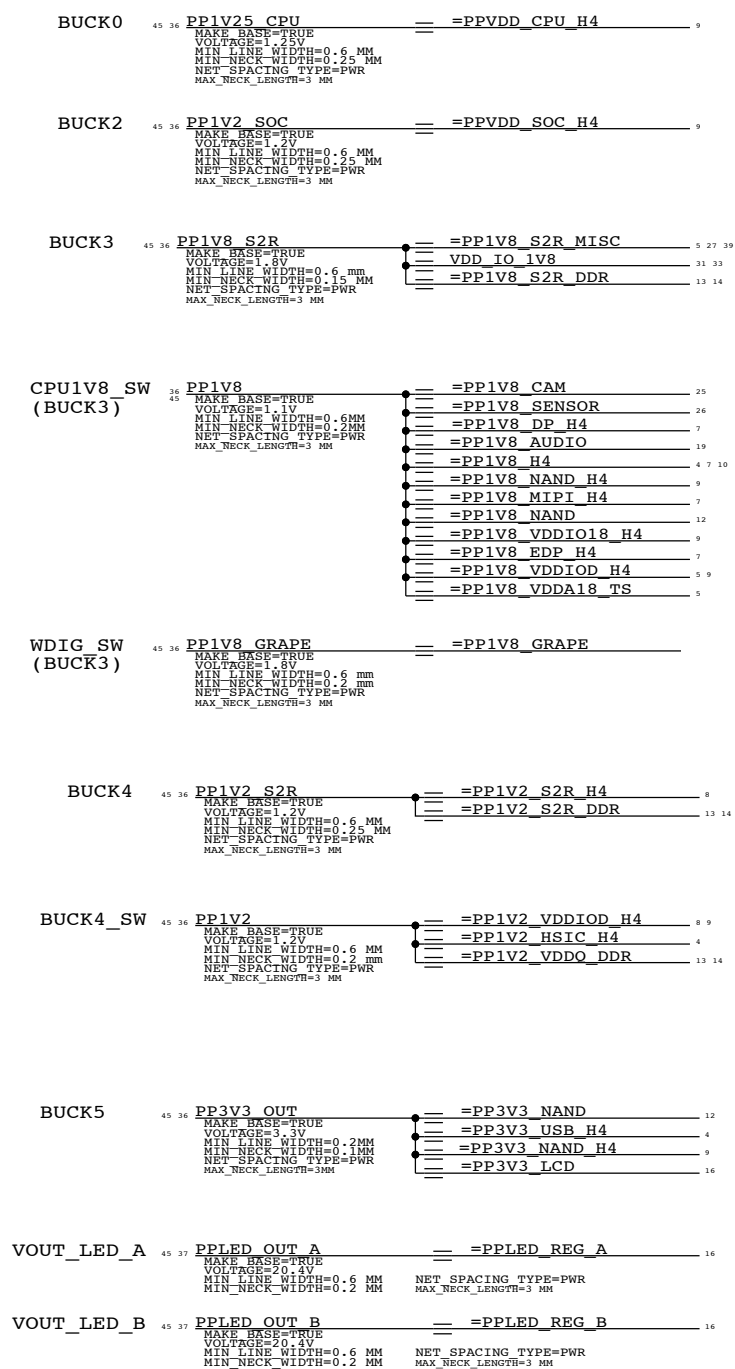 BUCK0 45 36 PP1V25_CPU =PPVDD_CPU_H4 9
MAKE_BASE=TRUE
VOLTAGE=1.25V
MIN_LINE_WIDTH=0.6 MM
MIN_NECK_WIDTH=0.25 MM
NET_SPACING_TYPE=PWR
MAX_NECK_LENGTH=3 MM
BUCK2 45 36 PP1V2_SOC =PPVDD_SOC_H4 9
MAKE_BASE=TRUE
VOLTAGE=1.2V
MIN_LINE_WIDTH=0.6 MM
MIN_NECK_WIDTH=0.25 MM
NET_SPACING_TYPE=PWR
MAX_NECK_LENGTH=3 MM
BUCK3 45 36 PP1V8_S2R =PP1V8_S2R_MISC 5 27 39
MAKE_BASE=TRUE
VOLTAGE=1.8V
MIN_LINE_WIDTH=0.6 mm
MIN_NECK_WIDTH=0.15 MM
NET_SPACING_TYPE=PWR
MAX_NECK_LENGTH=3 MM
VDD_IO_1V8 31 33
=PP1V8_S2R_DDR 13 14
CPU1V8_SW
(BUCK3)
36
45
PP1V8 =PP1V8_CAM 25
MAKE_BASE=TRUE
VOLTAGE=1.1V
MIN_LINE_WIDTH=0.6MM
MIN_NECK_WIDTH=0.2MM
NET_SPACING_TYPE=PWR
MAX_NECK_LENGTH=3 MM
=PP1V8_SENSOR 26
=PP1V8_DP_H4 7
=PP1V8_AUDIO 19
=PP1V8_H4 4 7 10
=PP1V8_NAND_H4 9
=PP1V8_MIPI_H4 7
=PP1V8_NAND 12
=PP1V8_VDDIO18_H4 9
=PP1V8_EDP_H4 7
=PP1V8_VDDIOD_H4 5 9
=PP1V8_VDDA18_TS 5
WDIG_SW
(BUCK3)
45 36 PP1V8_GRAPE =PP1V8_GRAPE
MAKE_BASE=TRUE
VOLTAGE=1.8V
MIN_LINE_WIDTH=0.6 mm
MIN_NECK_WIDTH=0.2 mm
NET_SPACING_TYPE=PWR
MAX_NECK_LENGTH=3 MM
BUCK4 45 36 PP1V2_S2R =PP1V2_S2R_H4 8
MAKE_BASE=TRUE
VOLTAGE=1.2V
MIN_LINE_WIDTH=0.6 MM
MIN_NECK_WIDTH=0.25 MM
NET_SPACING_TYPE=PWR
MAX_NECK_LENGTH=3 MM
=PP1V2_S2R_DDR 13 14
BUCK4_SW 45 36 PP1V2 =PP1V2_VDDIOD_H4 8 9
MAKE_BASE=TRUE
VOLTAGE=1.2V
MIN_LINE_WIDTH=0.6 MM
MIN_NECK_WIDTH=0.2 mm
NET_SPACING_TYPE=PWR
MAX_NECK_LENGTH=3 MM
=PP1V2_HSIC_H4 4
=PP1V2_VDDQ_DDR 13 14
BUCK5 45 36 PP3V3_OUT =PP3V3_NAND 12
MAKE_BASE=TRUE
VOLTAGE=3.3V
MIN_LINE_WIDTH=0.2MM
MIN_NECK_WIDTH=0.1MM
NET_SPACING_TYPE=PWR
MAX_NECK_LENGTH=3MM
=PP3V3_USB_H4 4
=PP3V3_NAND_H4 9
=PP3V3_LCD 16
VOUT_LED_A 45 37 PPLED_OUT_A =PPLED_REG_A 16
MAKE_BASE=TRUE
VOLTAGE=20.4V
MIN_LINE_WIDTH=0.6 MM NET_SPACING_TYPE=PWR
MIN_NECK_WIDTH=0.2 MM MAX_NECK_LENGTH=3 MM
VOUT_LED_B 45 37 PPLED_OUT_B =PPLED_REG_B 16
MAKE_BASE=TRUE
VOLTAGE=20.4V
MIN_LINE_WIDTH=0.6 MM NET_SPACING_TYPE=PWR
MIN_NECK_WIDTH=0.2 MM MAX_NECK_LENGTH=3 MM